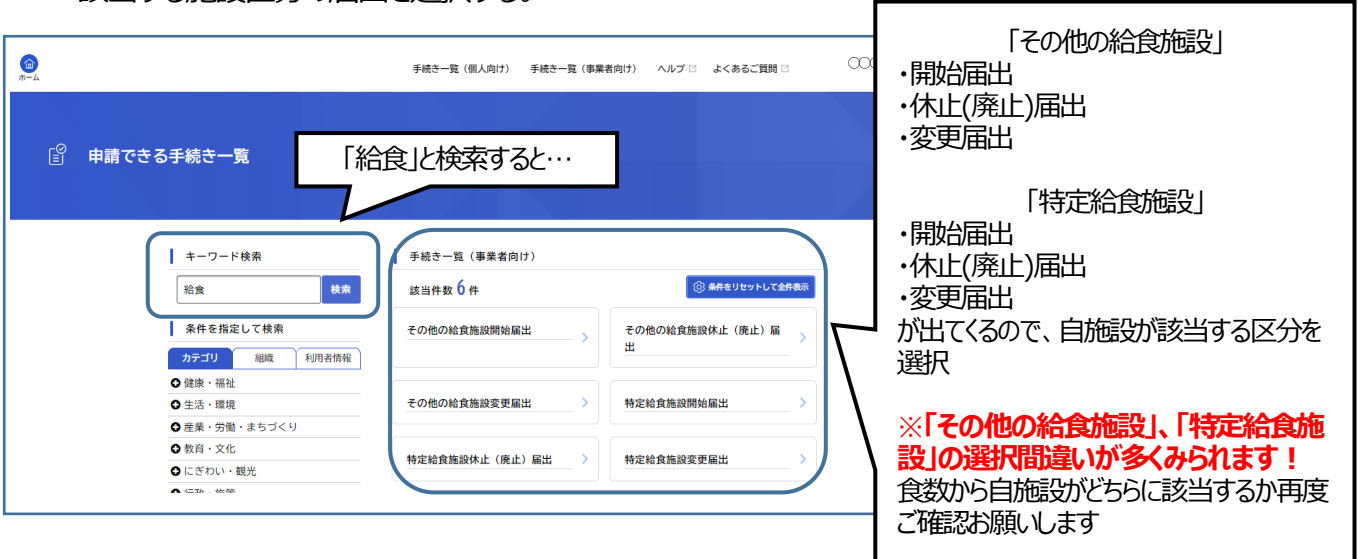 該当する施設区分の届出を選択する。
ホーム
手続き一覧（個人向け） 手続き一覧（事業者向け） ヘルプ よくあるご質問
申請できる手続き一覧
「給食」と検索すると…
キーワード検索
給食 検索
条件を指定して検索
カテゴリ 組織 利用者情報
健康・福祉
生活・環境
産業・労働・まちづくり
教育・文化
にぎわい・観光
手続き一覧（事業者向け）
該当件数 6 件 条件をリセットして全件表示
その他の給食施設開始届出
その他の給食施設休止（廃止）届
出
その他の給食施設変更届出
特定給食施設開始届出
特定給食施設休止（廃止）届出
特定給食施設変更届出
「その他の給食施設」
・開始届出
・休止(廃止)届出
・変更届出
「特定給食施設」
・開始届出
・休止(廃止)届出
・変更届出
が出てくるので、自施設が該当する区分を
選択
※「その他の給食施設」、「特定給食施
設」の選択間違いが多くみられます！
食数から自施設がどちらに該当するか再度
ご確認お願いします